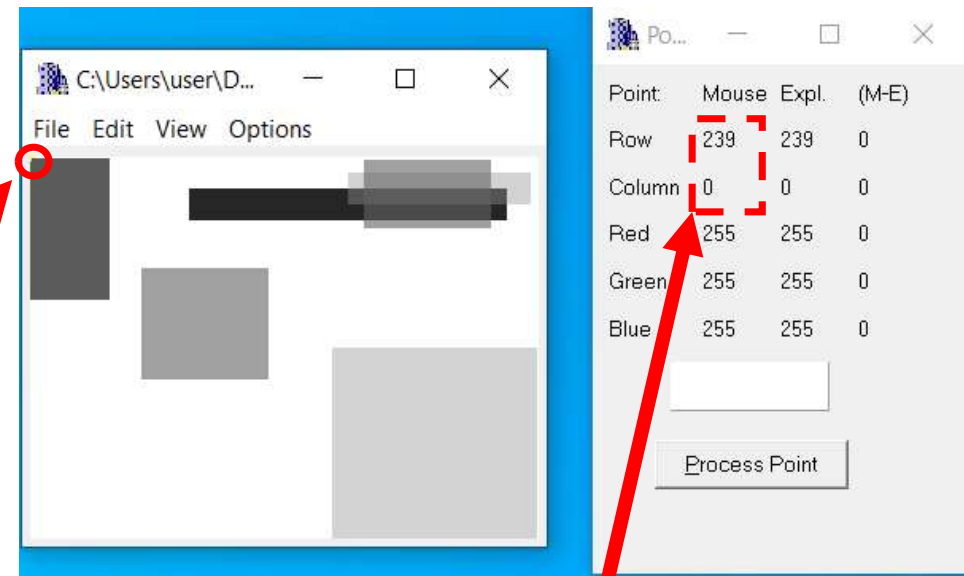 C:\Users\user\D...
File Edit View Options
Po...
Point: Mouse Expl. (M-E)
Row 239 239 0
Column 0 0 0
Red 255 255 0
Green 255 255 0
Blue 255 255 0
Process Point